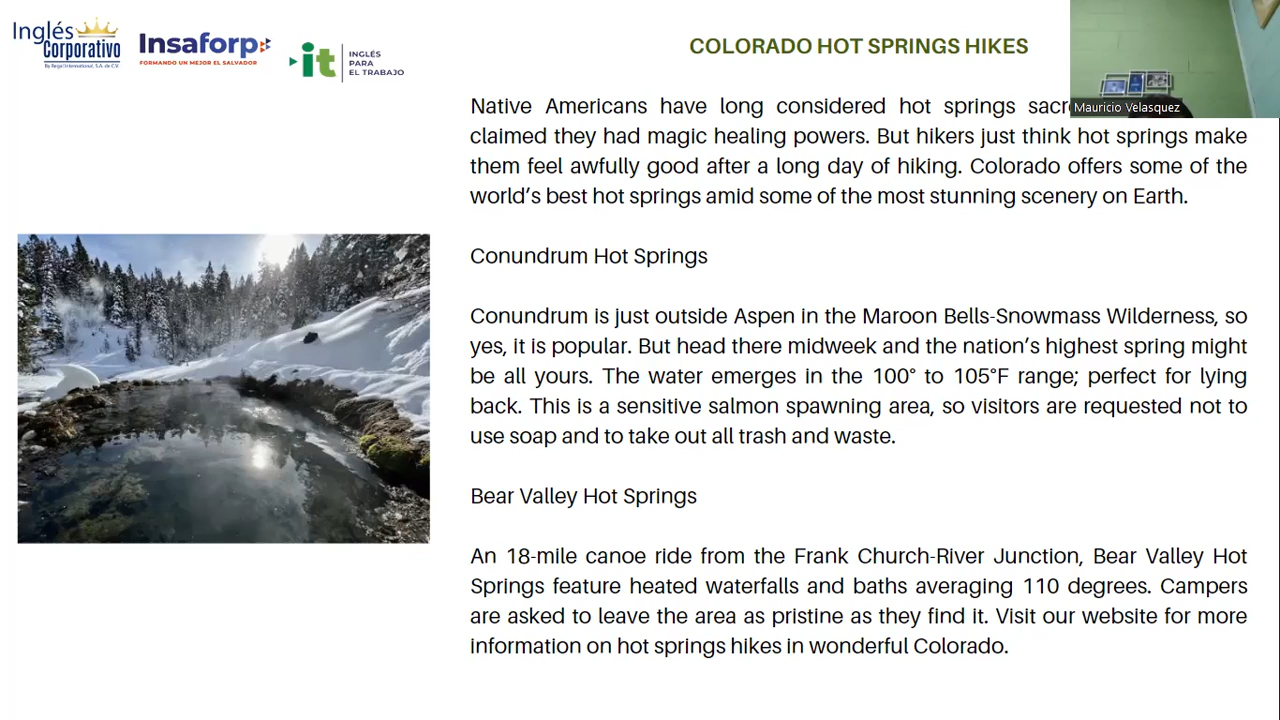 Inglés
Corporativo
By Regal International, S.A. de C.V.
Insaforp
FORMANDO UN MEJOR EL SALVADOR
it
INGLÉS
PARA
EL TRABAJO
COLORADO HOT SPRINGS HIKES
Mauricio Velasquez
Native Americans have long considered hot springs
claimed they had magic healing powers. But hikers just think hot springs make
them feel awfully good after a long day of hiking. Colorado offers some of the
world's best hot springs amid some of the most stunning scenery on Earth.
Conundrum Hot Springs
Conundrum is just outside Aspen in the Maroon Bells-Snowmass Wilderness, so
yes, it is popular. But head there midweek and the nation's highest spring might
be all yours. The water emerges in the 100° to 105°F range; perfect for lying
back. This is a sensitive salmon spawning area, so visitors are requested not to
use soap and to take out all trash and waste.
Bear Valley Hot Springs
An 18-mile canoe ride from the Frank Church-River Junction, Bear Valley Hot
Springs feature heated waterfalls and baths averaging 110 degrees. Campers
are asked to leave the area as pristine as they find it. Visit our website for more
information on hot springs hikes in wonderful Colorado.